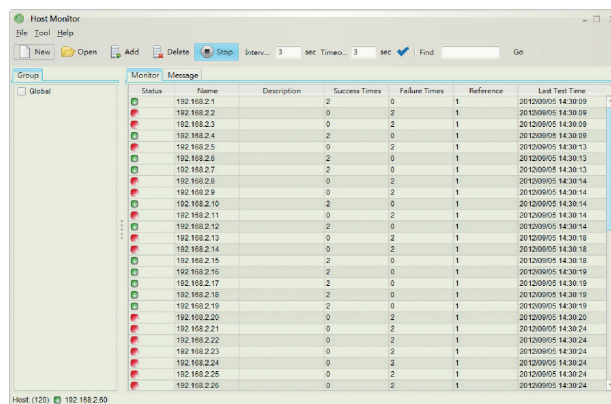 Host Monitor
File Tool Help
New Open Add Delete Stop Interv... 3 sec Timeo... 3 sec Find Go
Group
Monitor Message
Global
Status Name Description Success Times Failure Times Reference Last Test Time
192.168.2.1 2 0 1 2012/09/05 14:30:09
192.168.2.2 0 2 1 2012/09/05 14:30:09
192.168.2.3 0 2 1 2012/09/05 14:30:09
192.168.2.4 2 0 1 2012/09/05 14:30:09
192.168.2.5 0 2 1 2012/09/05 14:30:13
192.168.2.6 2 0 1 2012/09/05 14:30:13
192.168.2.7 2 0 1 2012/09/05 14:30:13
192.168.2.8 0 2 1 2012/09/05 14:30:14
192.168.2.9 0 2 1 2012/09/05 14:30:14
192.168.2.10 2 0 1 2012/09/05 14:30:14
192.168.2.11 0 2 1 2012/09/05 14:30:14
192.168.2.12 2 0 1 2012/09/05 14:30:14
192.168.2.13 0 2 1 2012/09/05 14:30:18
192.168.2.14 0 2 1 2012/09/05 14:30:18
192.168.2.15 2 0 1 2012/09/05 14:30:18
192.168.2.16 2 0 1 2012/09/05 14:30:19
192.168.2.17 2 0 1 2012/09/05 14:30:19
192.168.2.18 2 0 1 2012/09/05 14:30:19
192.168.2.19 2 0 1 2012/09/05 14:30:19
192.168.2.20 0 2 1 2012/09/05 14:30:20
192.168.2.21 0 2 1 2012/09/05 14:30:24
192.168.2.22 0 2 1 2012/09/05 14:30:24
192.168.2.23 0 2 1 2012/09/05 14:30:24
192.168.2.24 0 2 1 2012/09/05 14:30:24
192.168.2.25 0 2 1 2012/09/05 14:30:24
192.168.2.26 0 2 1 2012/09/05 14:30:24
Host (120) 192.168.2.60